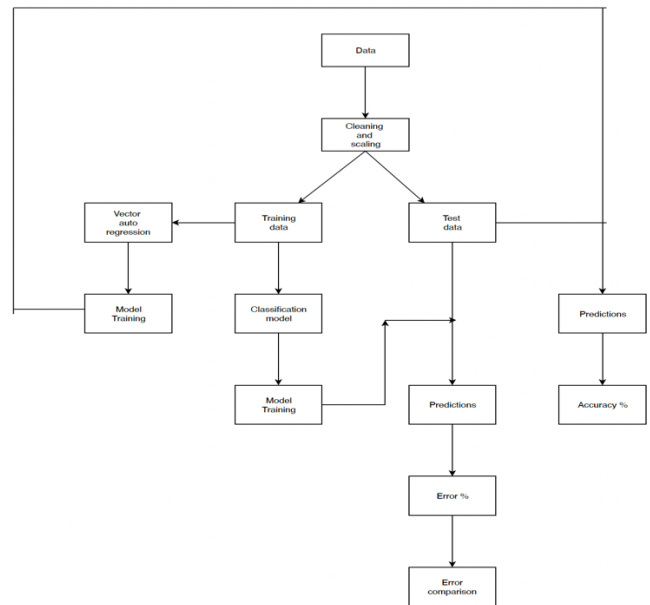 Data
Cleaning
and
scaling
Vector
auto
regression
Training
data
Test
data
Model
Training
Classification
model
Predictions
Model
Training
Predictions
Accuracy %
Error %
Error
comparison